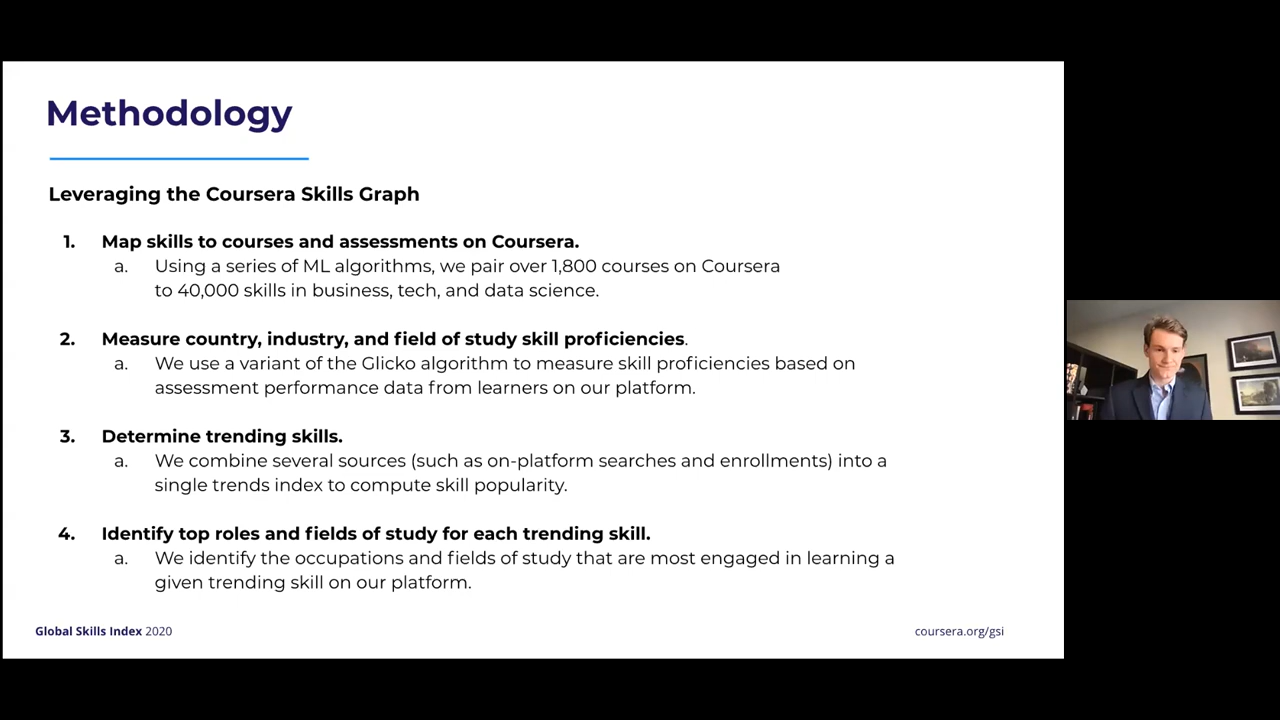 Methodology
Leveraging the Coursera Skills Graph
1. Map skills to courses and assessments on Coursera.
a. Using a series of ML algorithms, we pair over 1,800 courses on Coursera
to 40,000 skills in business, tech, and data science.
2. Measure country, industry, and field of study skill proficiencies.
a. We use a variant of the Glicko algorithm to measure skill proficiencies based on
assessment performance data from learners on our platform.
3. Determine trending skills.
a. We combine several sources (such as on-platform searches and enrollments) into a
single trends index to compute skill popularity.
4. Identify top roles and fields of study for each trending skill.
a. We identify the occupations and fields of study that are most engaged in learning a
given trending skill on our platform.
Global Skills Index 2020
coursera.org/gsi